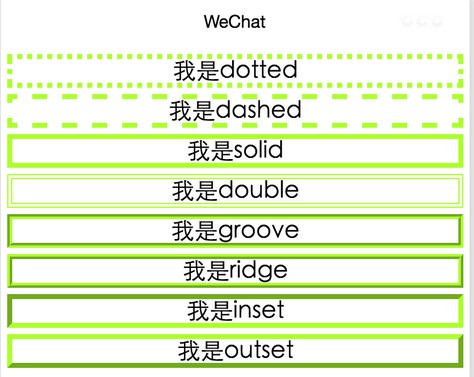 WeChat
我是dotted
我是dashed
我是solid
我是double
我是groove
我是ridge
我是inset
我是outset